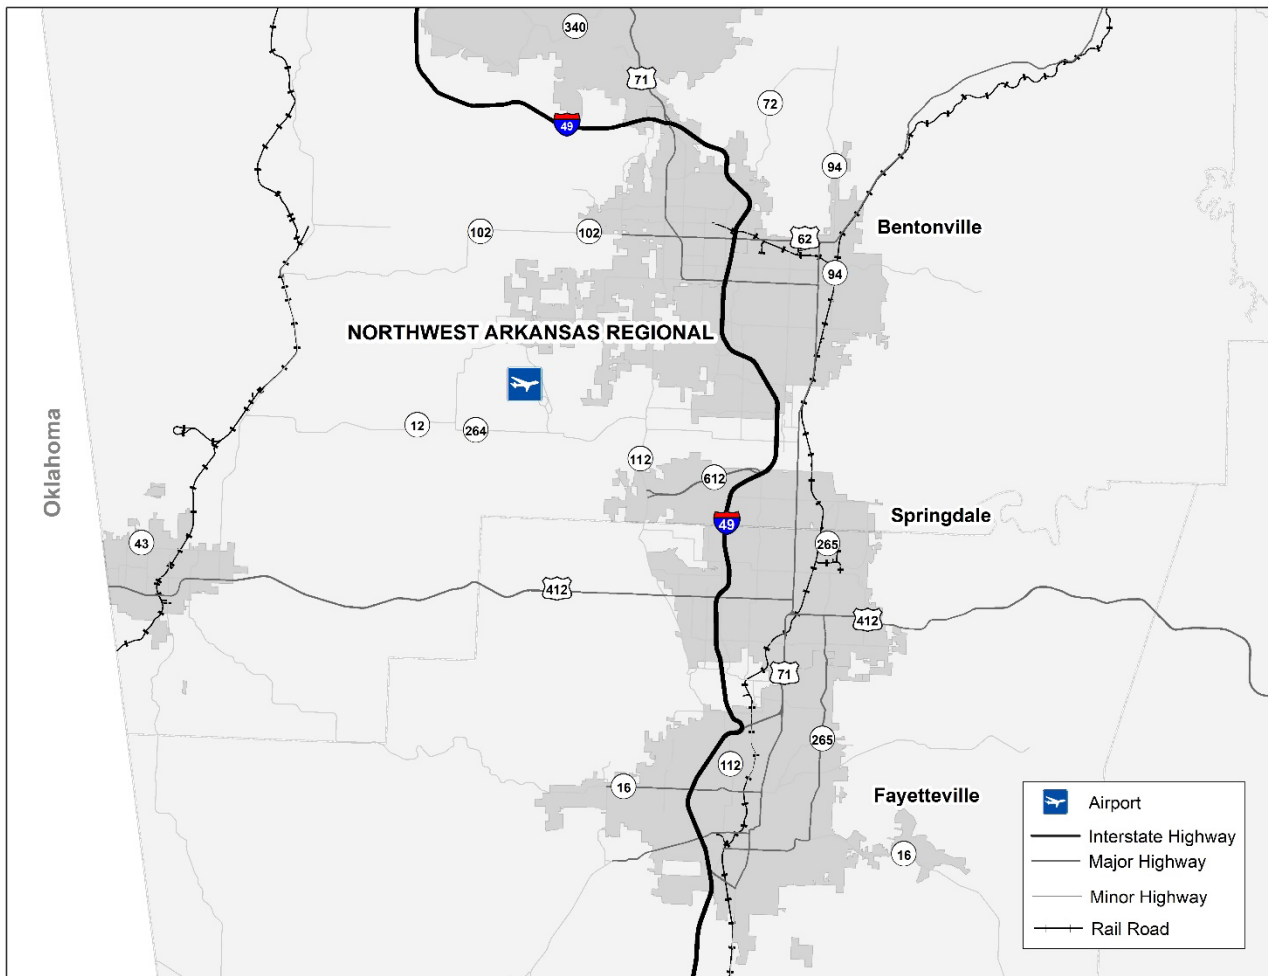 340
71
72
49
94
102
102
62
Bentonville
94
NORTHWEST ARKANSAS REGIONAL
12
264
112
612
Oklahoma
49
Springdale
43
265
412
412
71
265
112
16
Fayetteville
16
Airport
Interstate Highway
Major Highway
Minor Highway
Rail Road